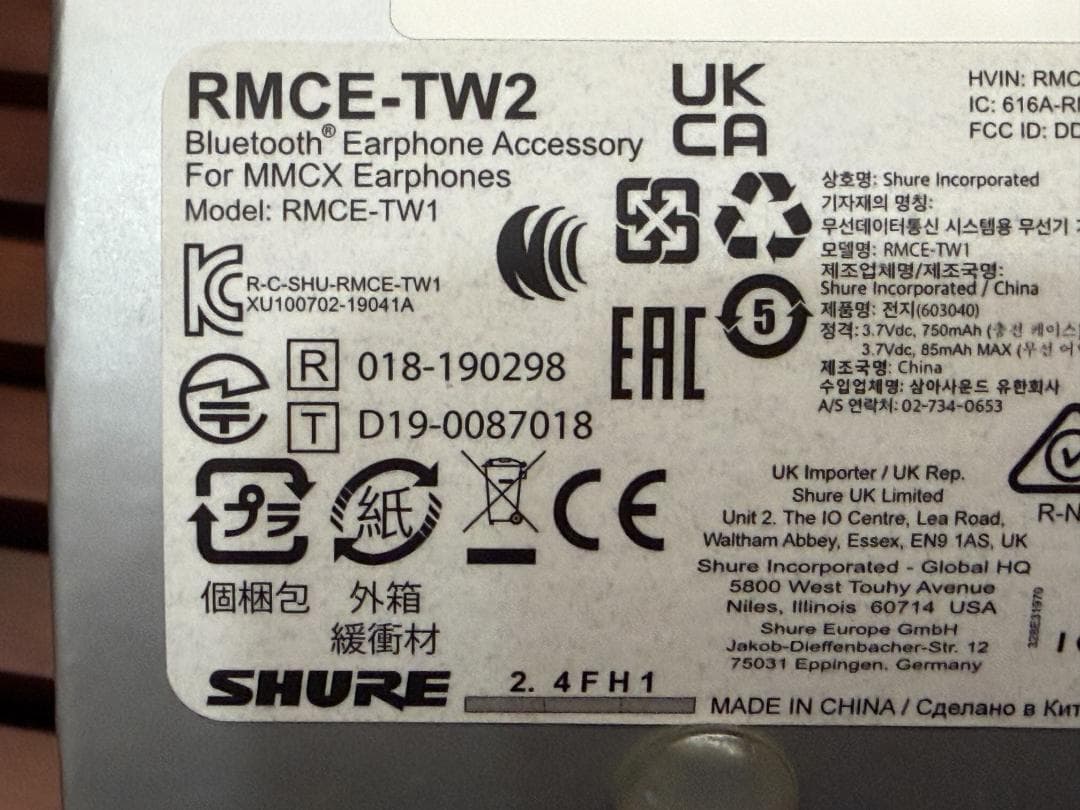 RMCE-TW2
Bluetooth® Earphone Accessory
For MMCX Earphones
Model: RMCE-TW1
R-C-SHU-RMCE-TW1
XU100702-19041A
R 018-190298
T D19-0087018
プラ
紙
個梱包
外箱
緩衝材
SHURE
2. 4FH1
UK
CA
EAC
5
CE
HVIN: RMC
IC: 616A-R
FCC ID: DD
상호명: Shure Incorporated
기자재의 명칭:
무선데이터통신 시스템용 무선기
모델명: RMCE-TW1
제조업체명/제조국명:
Shure Incorporated / China
제품명: 전지(603040)
정격: 3.7Vdc, 750mAh (충전 케이스
3.7Vdc, 85mAh MAX (무선 어
제조국명: China
수입업체명: 삼아사운드 유한회사
A/S 연락처: 02-734-0653
R-N
UK Importer / UK Rep.
Shure UK Limited
Unit 2. The IO Centre, Lea Road,
Waltham Abbey, Essex, EN9 1AS, UK
Shure Incorporated - Global HQ
5800 West Touhy Avenue
Niles, Illinois 60714 USA
Shure Europe GmbH
Jakob-Dieffenbacher-Str. 12
75031 Eppingen, Germany
MADE IN CHINA / Сделано в Кит